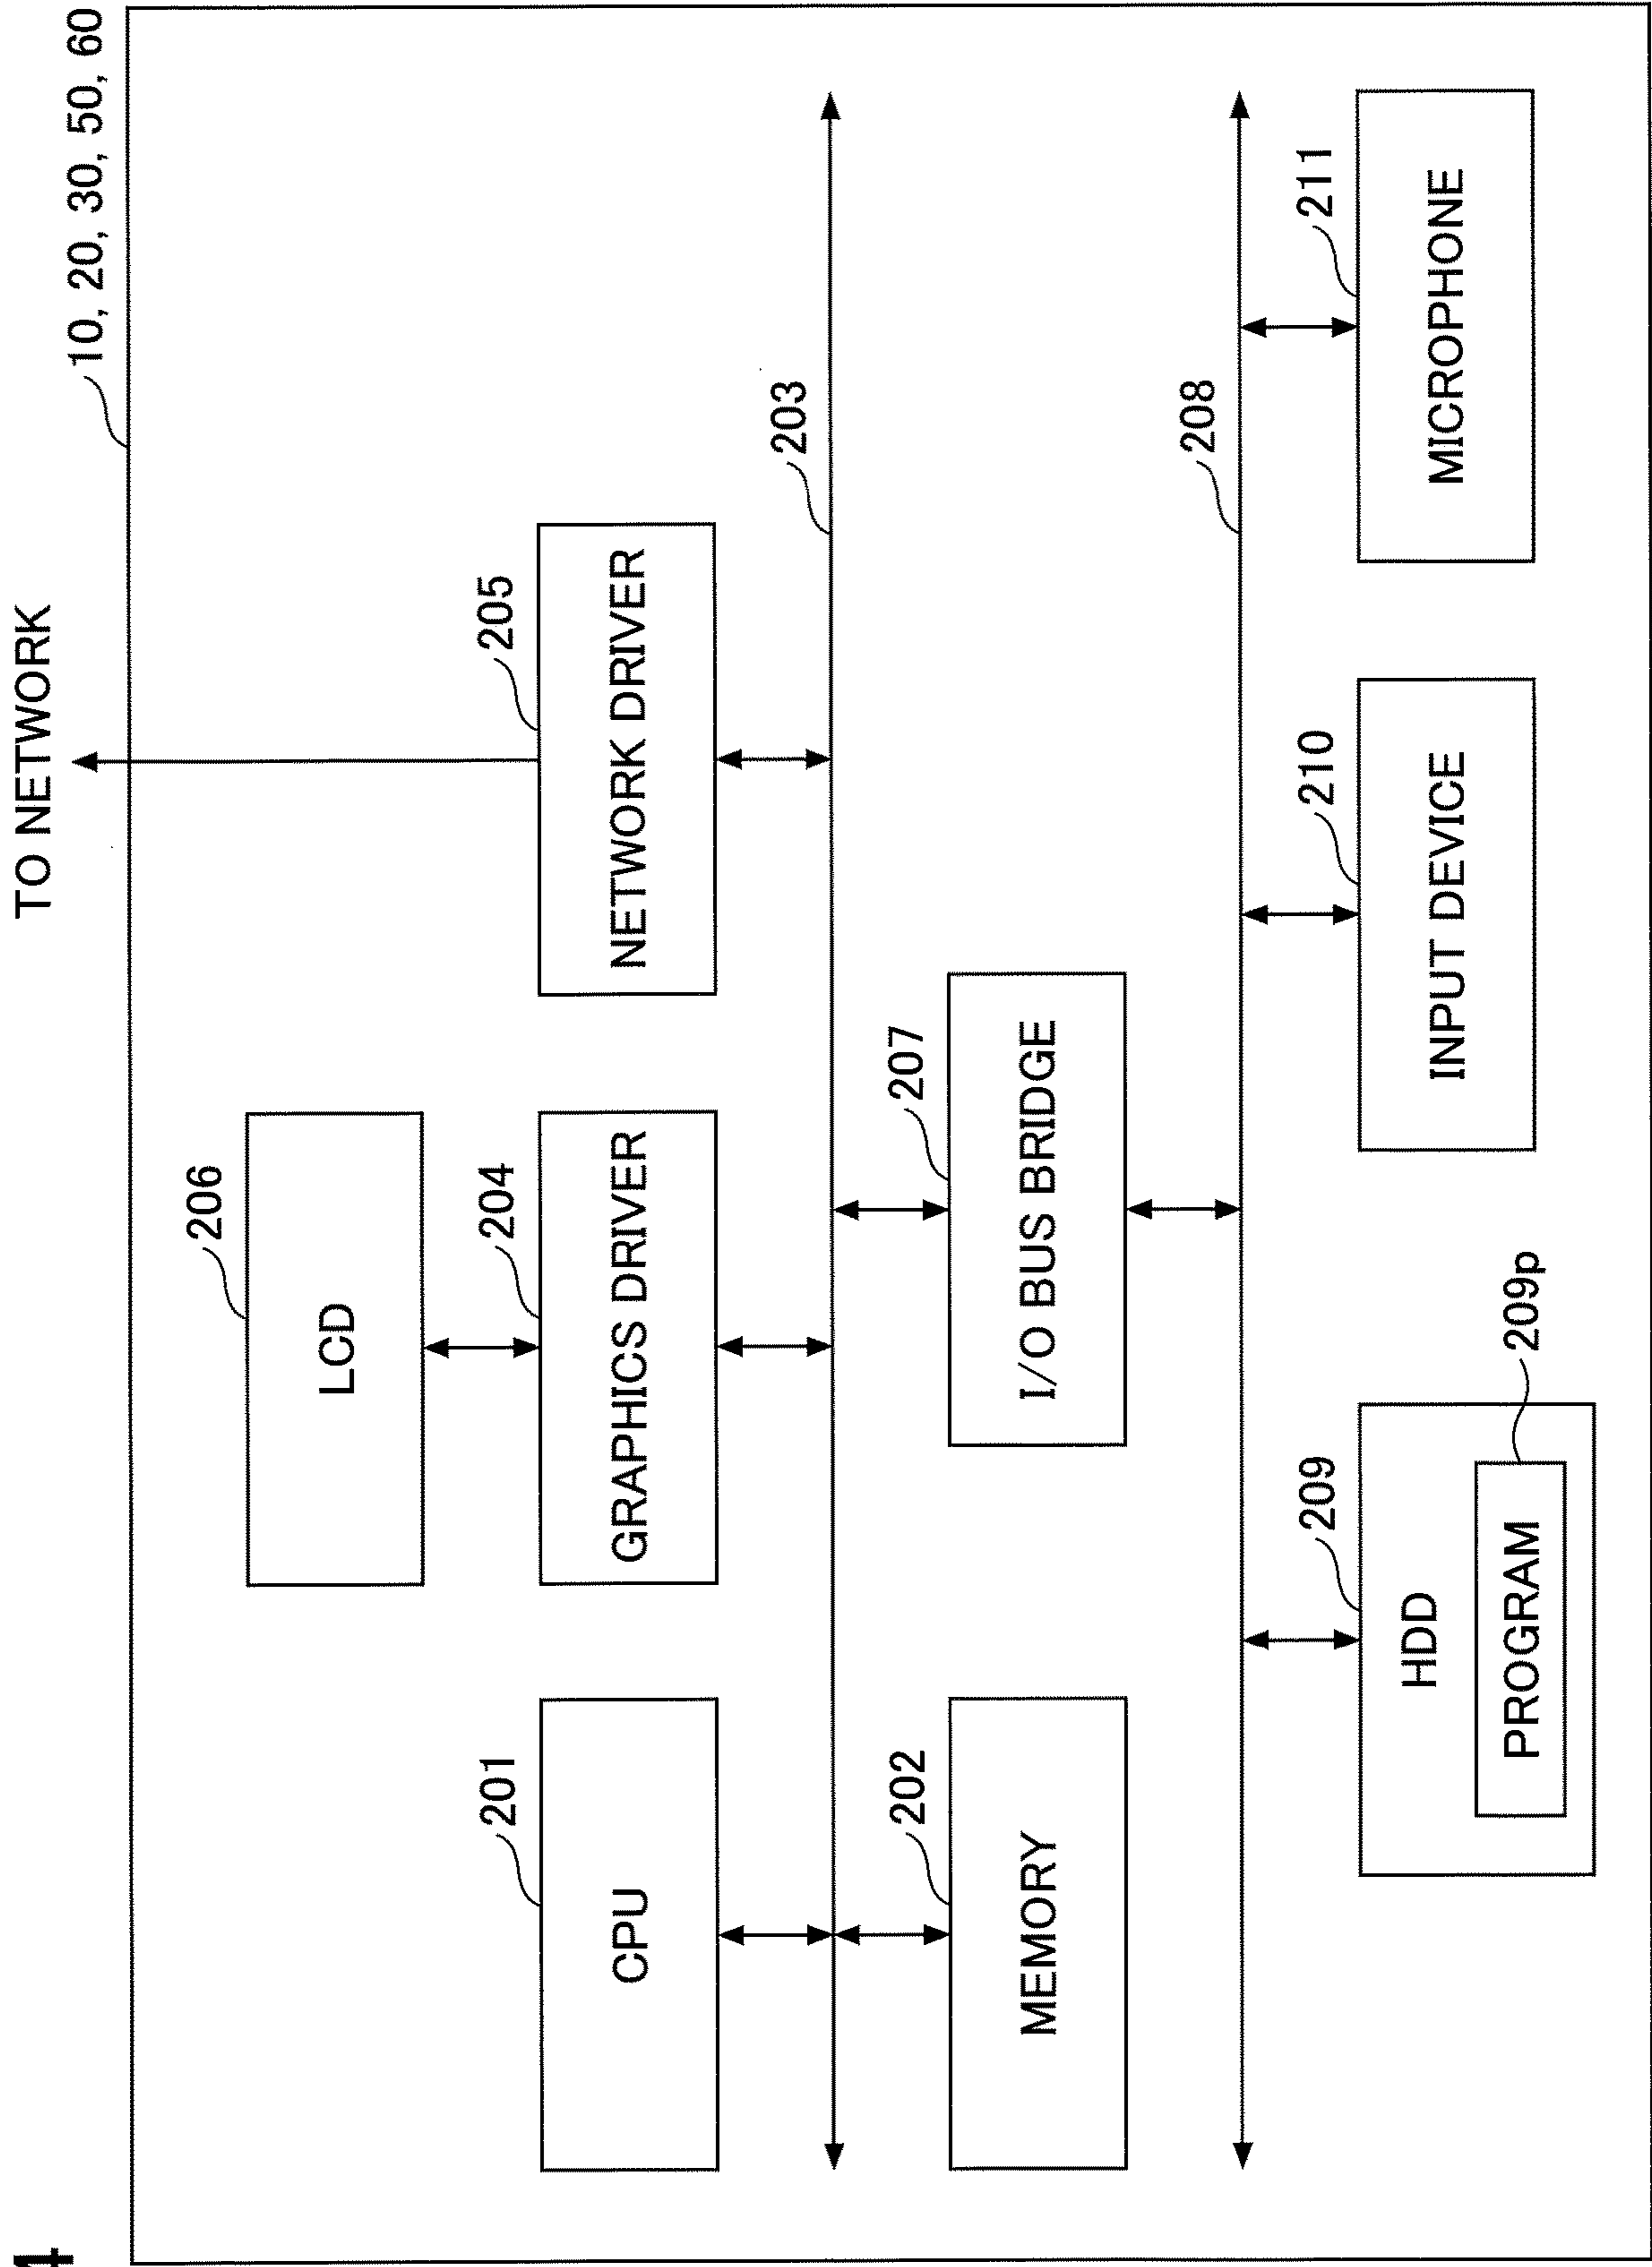 TO NETWORK
10, 20, 30, 50, 60
206
LCD
201
CPU
204
GRAPHICS DRIVER
205
NETWORK DRIVER
203
202
MEMORY
207
I/O BUS BRIDGE
208
209
HDD
PROGRAM
209p
210
INPUT DEVICE
211
MICROPHONE